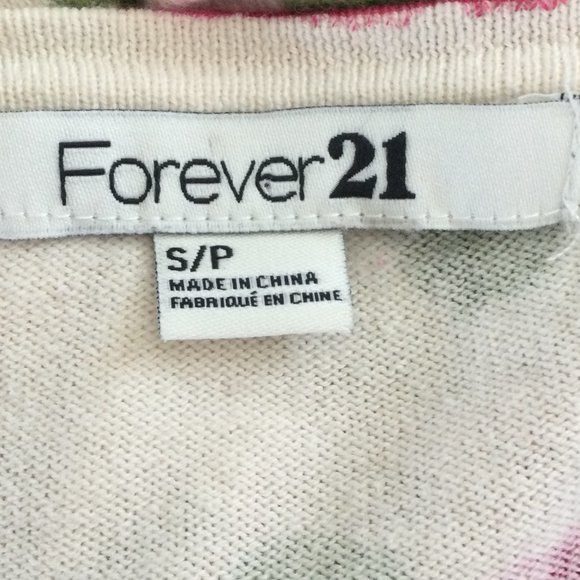 Forever21
S/P
MADE IN CHINA
FABRIQUÉ EN CHINE